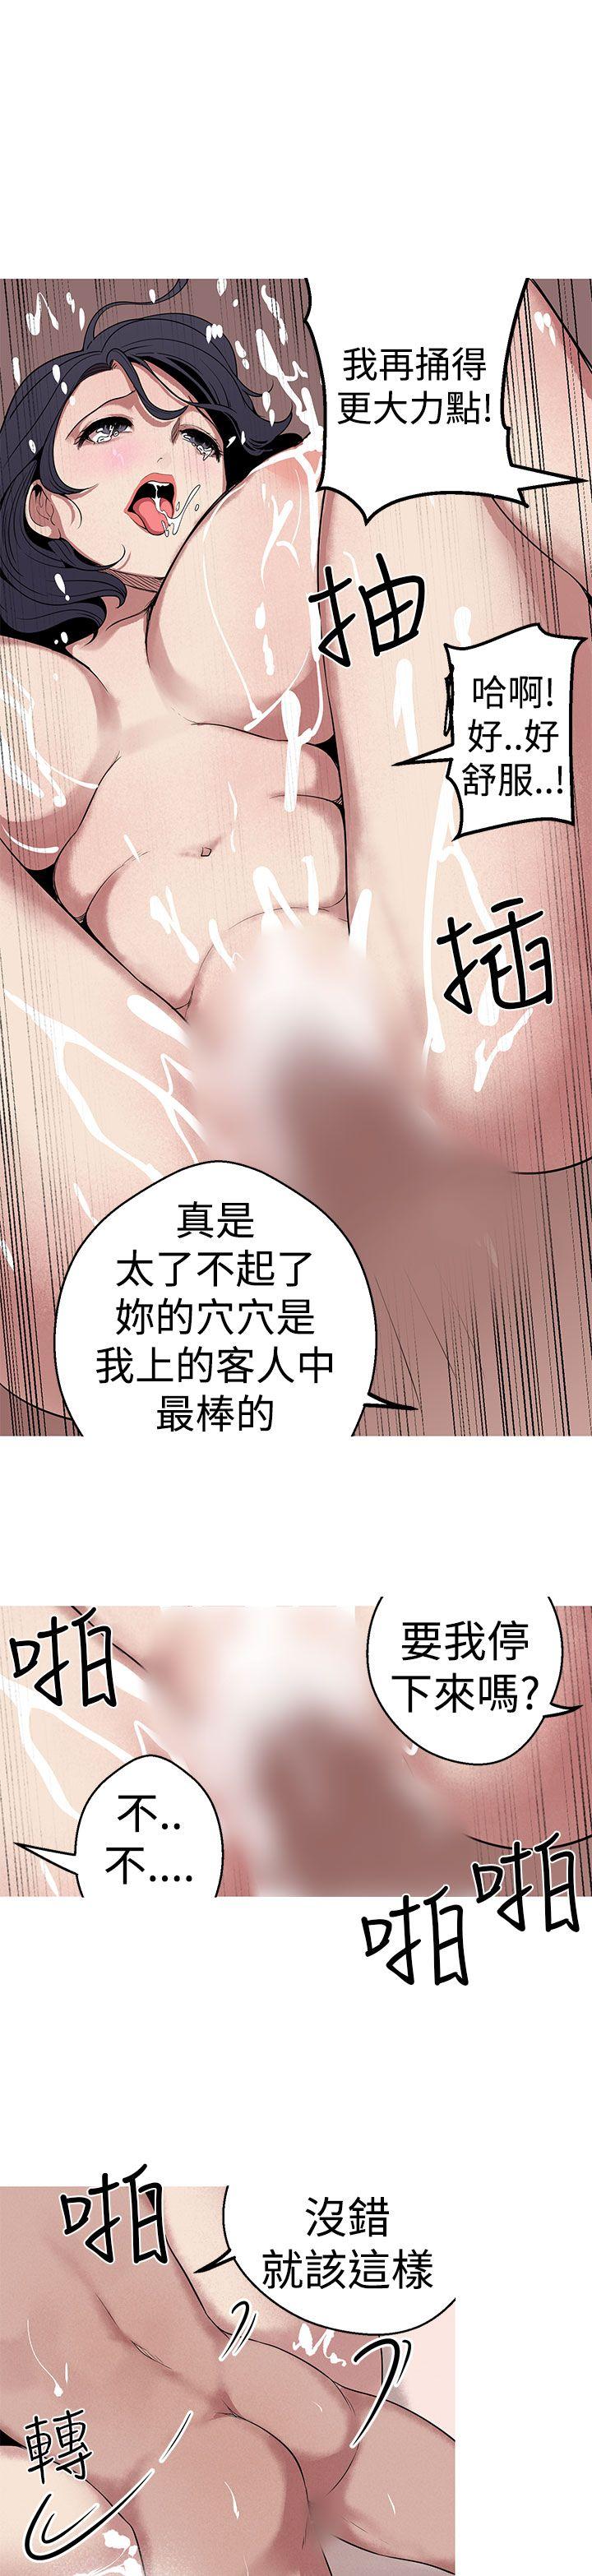 我再捅得
更大力點!
抽
哈啊!
好..好
舒服..!
插
真是
太了不起了
妳的穴穴是
我上的客人中
最棒的
啪
要我停
下來嗎?
不..
不....
啪
啪
啪
沒錯
就該這樣
轉